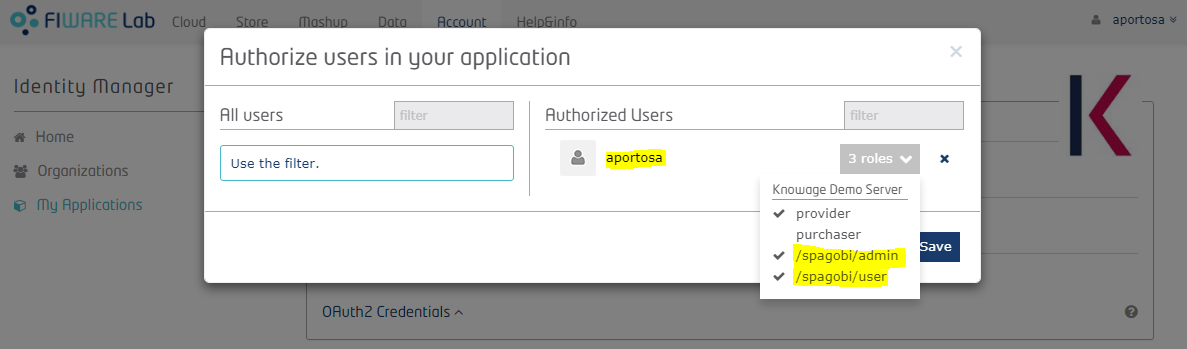 FIWARE Lab
Cloud Store Mashup Data Account Help&info
aportosa
Authorize users in your application
×
Identity Manager
Home
Organizations
My Applications
All users
filter
Use the filter.
Authorized Users
filter
aportosa
3 roles
Knowage Demo Server
provider
purchaser
/spagobi/admin
/spagobi/user
Save
K
OAuth2 Credentials
?